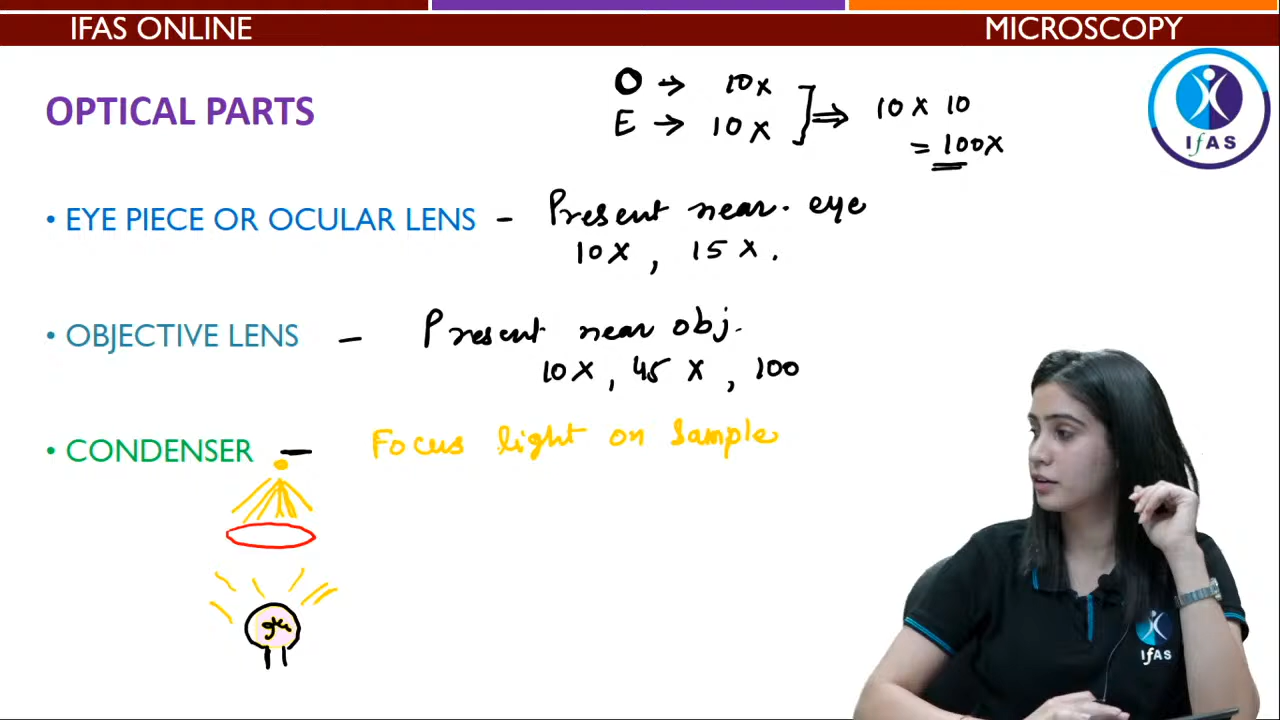 IFAS ONLINE
MICROSCOPY
O → 10x
E → 10x
⇒ 10 x 10
= 100x
IfAS
OPTICAL PARTS
• EYE PIECE OR OCULAR LENS - Present near. eye
10x, 15x.
• OBJECTIVE LENS - Present near obj.
10x, 45x, 100
• CONDENSER - Focus light on Sample
IfAS